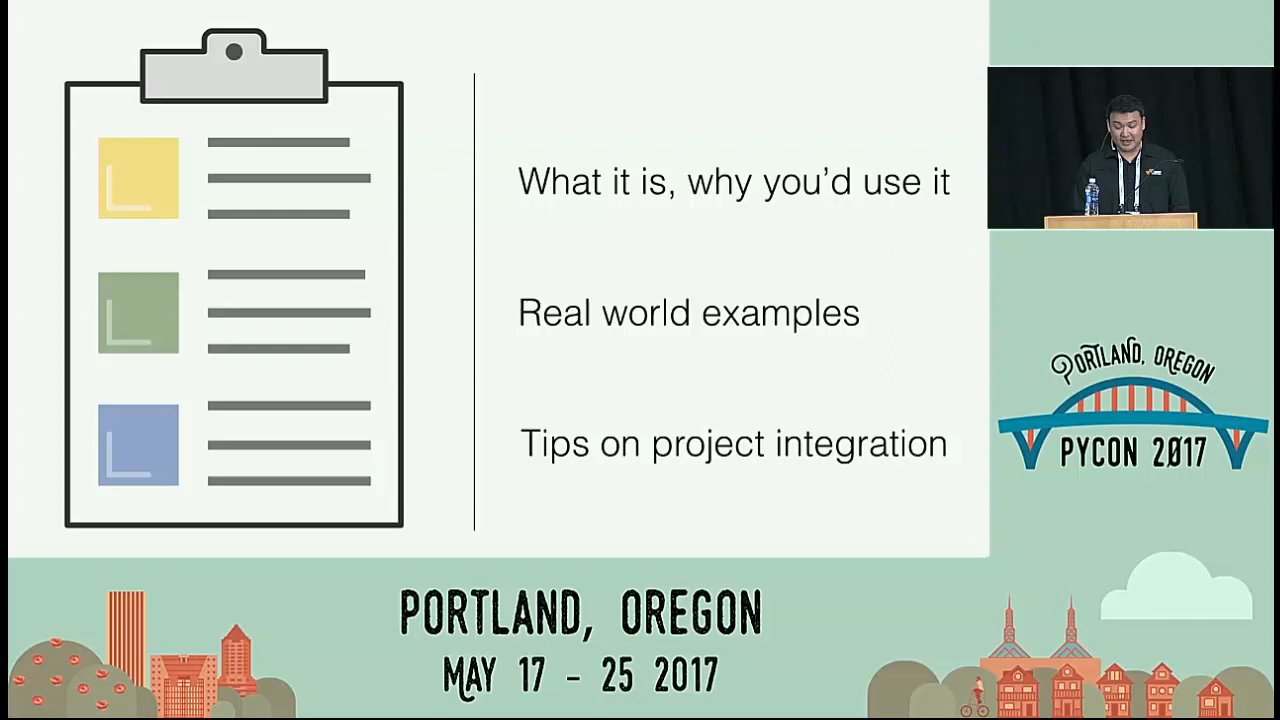 What it is, why you’d use it
Real world examples
Tips on project integration
PORTLAND, OREGON
PYCON 2017
PORTLAND, OREGON
MAY 17 - 25 2017